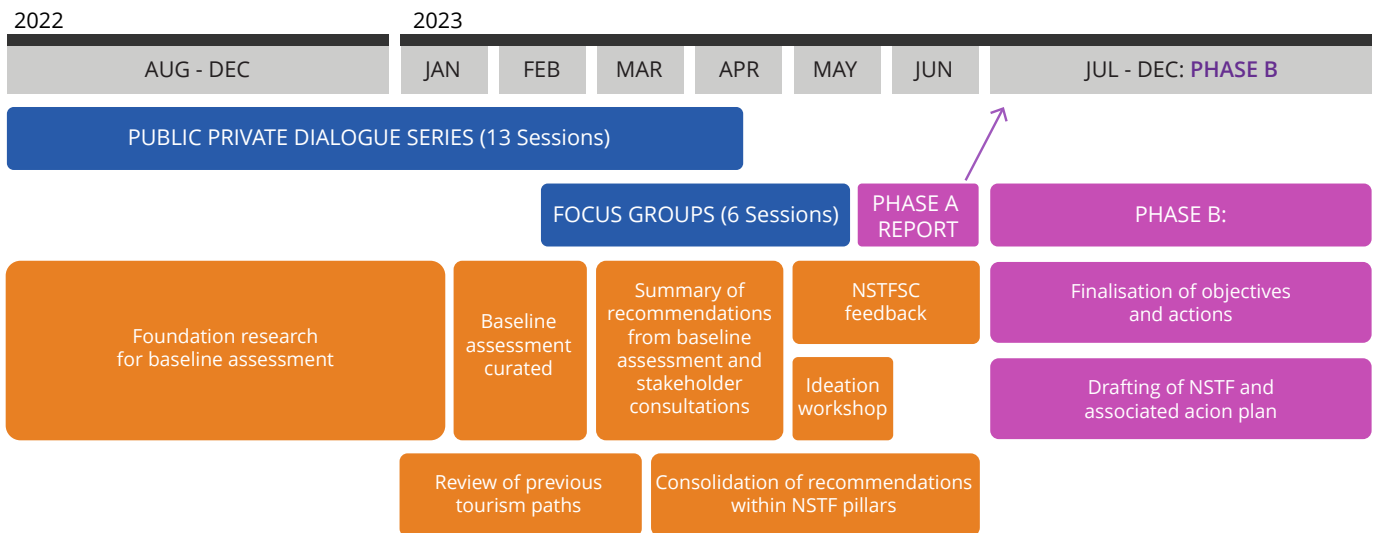 2022
2023
AUG - DEC
JAN
FEB
MAR
APR
MAY
JUN
JUL - DEC: PHASE B
PUBLIC PRIVATE DIALOGUE SERIES (13 Sessions)
FOCUS GROUPS (6 Sessions)
PHASE A
REPORT
PHASE B:
Foundation research
for baseline assessment
Baseline
assessment
curated
Summary of
recommendations
from baseline
assessment and
stakeholder
consultations
NSTFSC
feedback
Ideation
workshop
Finalisation of objectives
and actions
Drafting of NSTF and
associated acion plan
Review of previous
tourism paths
Consolidation of recommendations
within NSTF pillars